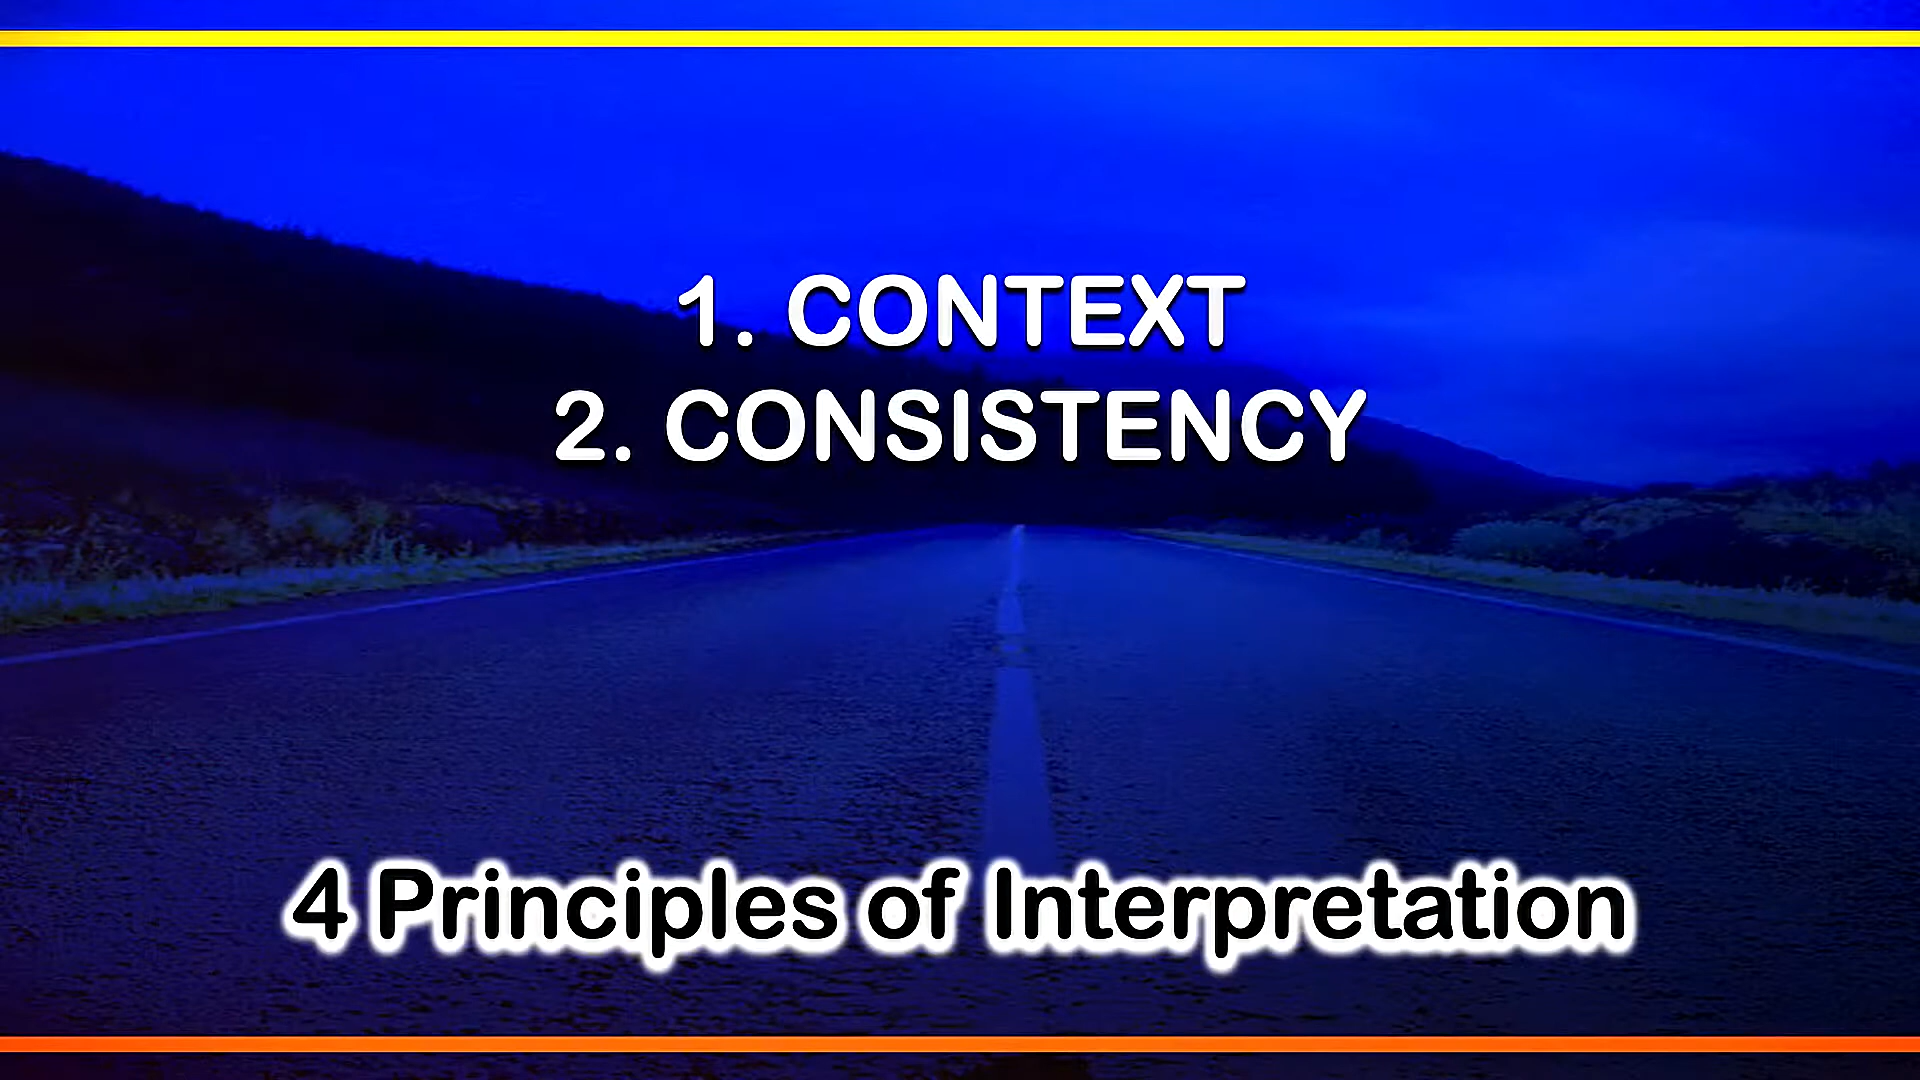 1. CONTEXT
2. CONSISTENCY
4 Principles of Interpretation